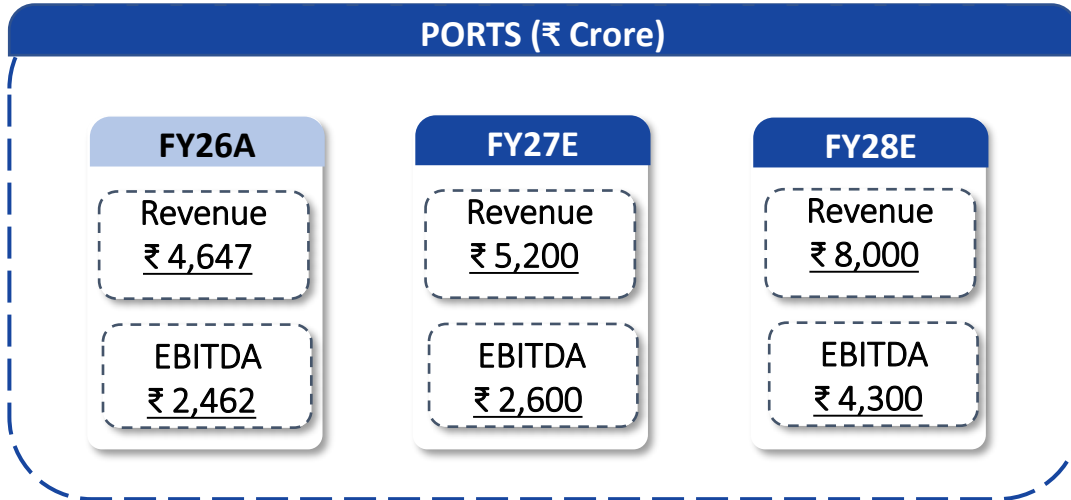 PORTS (₹ Crore)
FY26A
Revenue
₹ 4,647
EBITDA
₹ 2,462
FY27E
Revenue
₹ 5,200
EBITDA
₹ 2,600
FY28E
Revenue
₹ 8,000
EBITDA
₹ 4,300